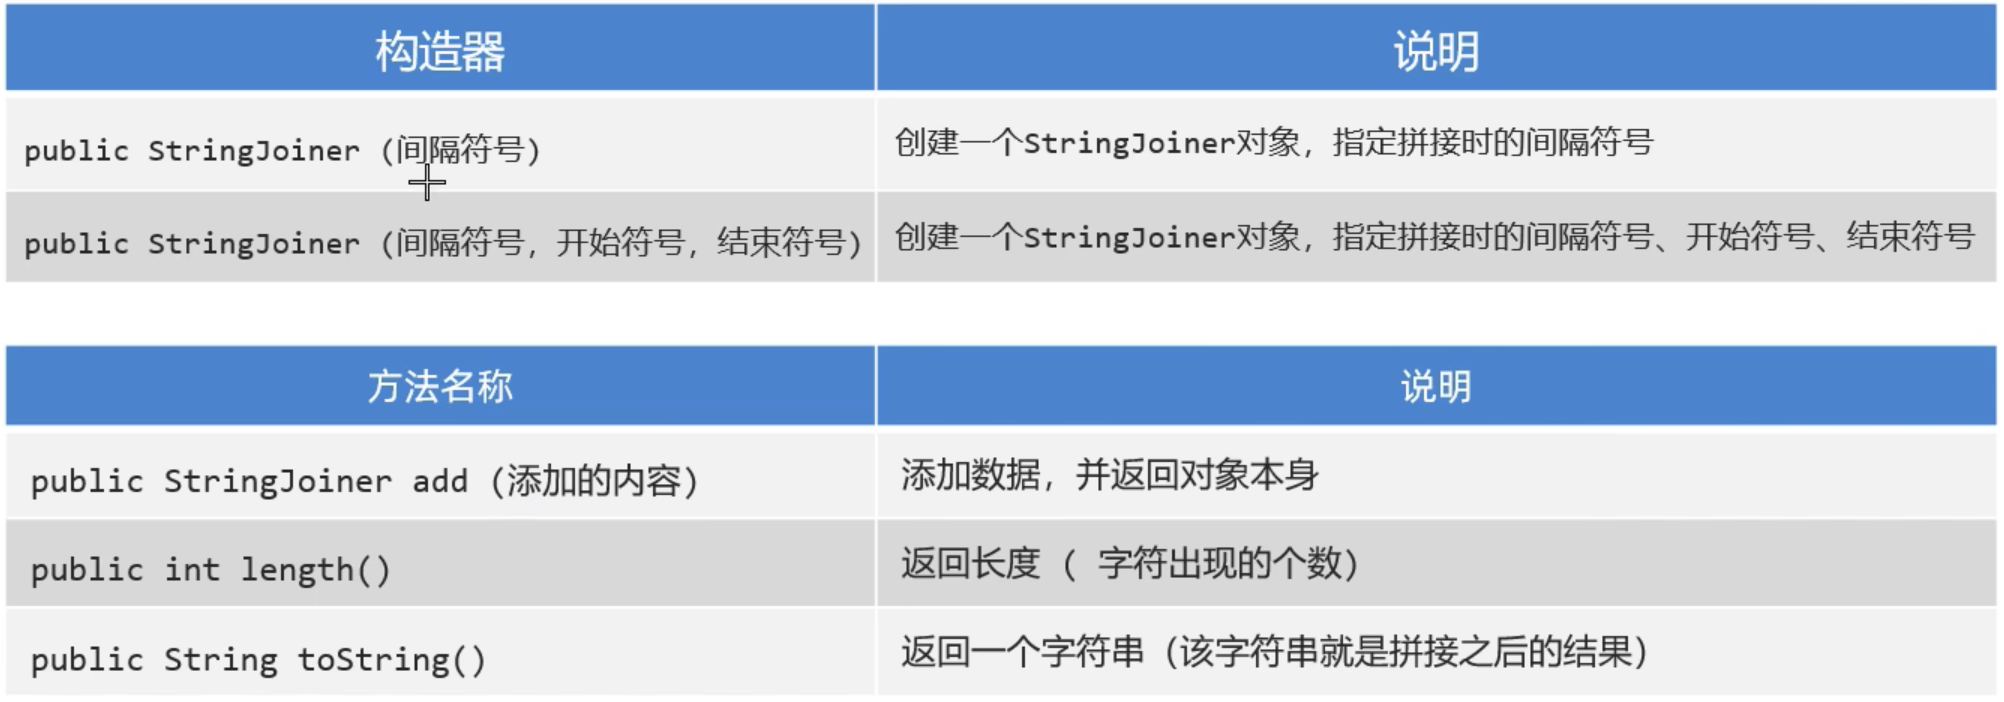 构造器 说明
public StringJoiner (间隔符号) 创建一个StringJoiner对象，指定拼接时的间隔符号
public StringJoiner (间隔符号，开始符号，结束符号) 创建一个StringJoiner对象，指定拼接时的间隔符号、开始符号、结束符号
方法名称 说明
public StringJoiner add (添加的内容) 添加数据，并返回对象本身
public int length() 返回长度 ( 字符出现的个数)
public String toString() 返回一个字符串（该字符串就是拼接之后的结果）